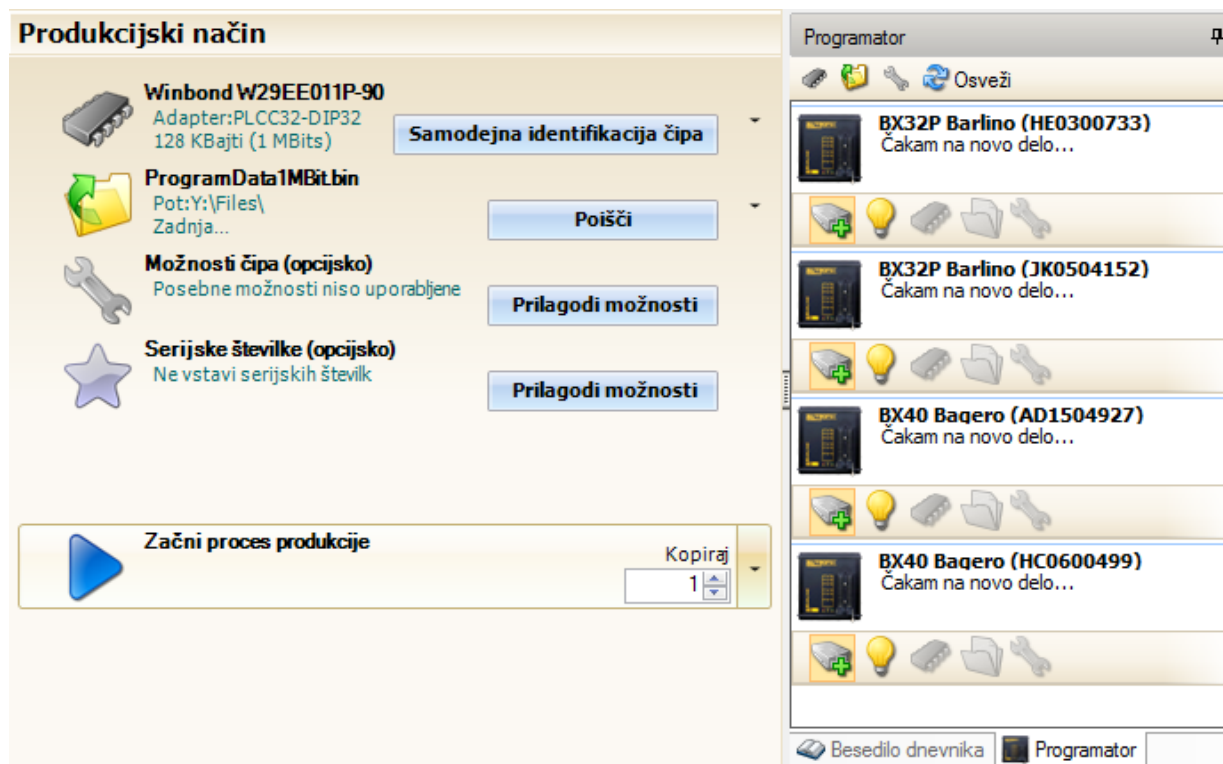 Produkcijski način
Winbond W29EE011P-90
Adapter:PLCC32-DIP32
128 KBajti (1 MBits)
Samodejna identifikacija čipa
ProgramData1MBit.bin
Pot:Y:\Files\
Zadnja...
Poišči
Možnosti čipa (opcijsko)
Posebne možnosti niso uporabljene
Prilagodi možnosti
Serijske številke (opcijsko)
Ne vstavi serijskih številk
Prilagodi možnosti
Začni proces produkcije
Kopiraj
1
Programator
Osveži
BX32P Barlino (HE0300733)
Čakam na novo delo...
BX32P Barlino (JK0504152)
Čakam na novo delo...
BX40 Bagero (AD1504927)
Čakam na novo delo...
BX40 Bagero (HC0600499)
Čakam na novo delo...
Besedilo dnevnika
Programator